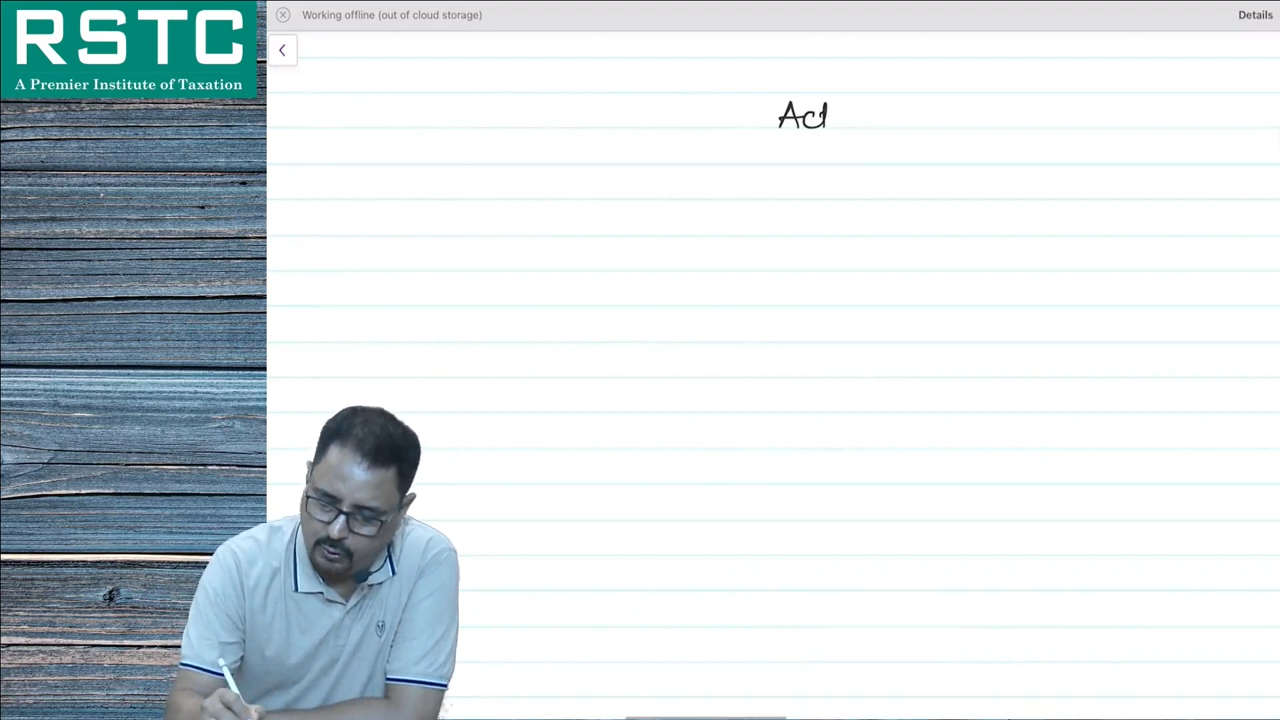 RSTC
A Premier Institute of Taxation
Working offline (out of cloud storage)
Details
Act